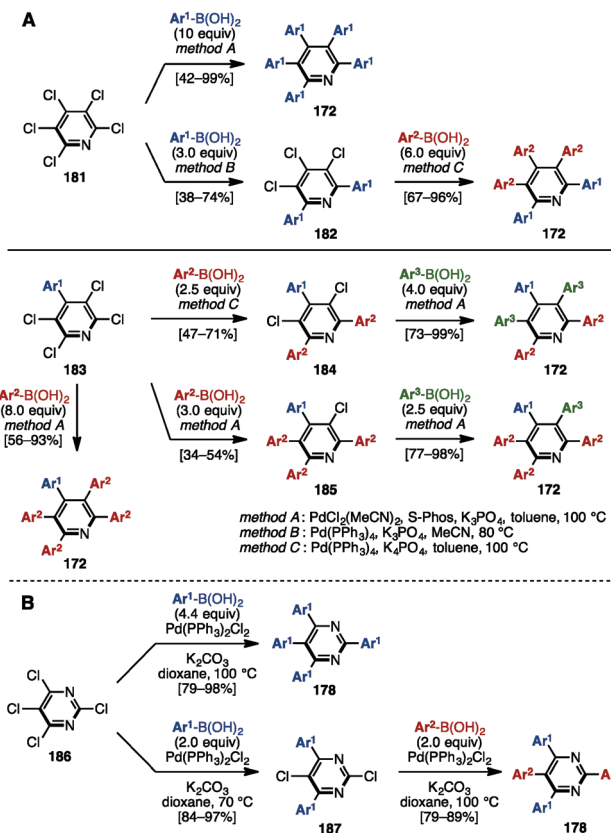 A
Ar¹-B(OH)₂
(10 equiv)
method A
[42–99%]
Ar¹ Ar¹
Ar¹ Ar¹
N
Ar¹
172
Cl
Cl Cl
Cl Cl
N
Cl
181
Ar¹-B(OH)₂
(3.0 equiv)
method B
[38–74%]
Cl Cl
Cl Ar¹
N
Ar¹
182
Ar²-B(OH)₂
(6.0 equiv)
method C
[67–96%]
Ar² Ar²
Ar² Ar¹
N
Ar¹
172
Ar¹
Cl
Cl Cl
N
Cl
183
Ar²-B(OH)₂
(2.5 equiv)
method C
[47–71%]
Ar¹ Cl
Cl Ar²
N
Ar²
184
Ar³-B(OH)₂
(4.0 equiv)
method A
[73–99%]
Ar¹ Ar³
Ar³ Ar²
N
Ar²
172
Ar²-B(OH)₂
(8.0 equiv)
method A
[56–93%]
Ar¹ Ar²
Ar² Ar²
N
Ar²
172
Ar²-B(OH)₂
(3.0 equiv)
method A
[34–54%]
Ar¹ Cl
Ar² Ar²
N
Ar²
185
Ar³-B(OH)₂
(2.5 equiv)
method A
[77–98%]
Ar¹ Ar³
Ar² Ar²
N
Ar²
172
method A : PdCl₂(MeCN)₂, S-Phos, K₃PO₄, toluene, 100 °C
method B : Pd(PPh₃)₄, K₃PO₄, MeCN, 80 °C
method C : Pd(PPh₃)₄, K₄PO₄, toluene, 100 °C
B
Ar¹-B(OH)₂
(4.4 equiv)
Pd(PPh₃)₂Cl₂
K₂CO₃
dioxane, 100 °C
[79–98%]
Ar¹
N
Ar¹ Ar¹
N
Ar¹
178
Cl
N
Cl Cl
N
Cl
186
Ar¹-B(OH)₂
(2.0 equiv)
Pd(PPh₃)₂Cl₂
K₂CO₃
dioxane, 70 °C
[84–97%]
Ar¹
N
Cl Cl
N
Ar¹
187
Ar²-B(OH)₂
(2.0 equiv)
Pd(PPh₃)₂Cl₂
K₂CO₃
dioxane, 100 °C
[79–89%]
Ar¹
N
Ar²
N
Ar¹
178